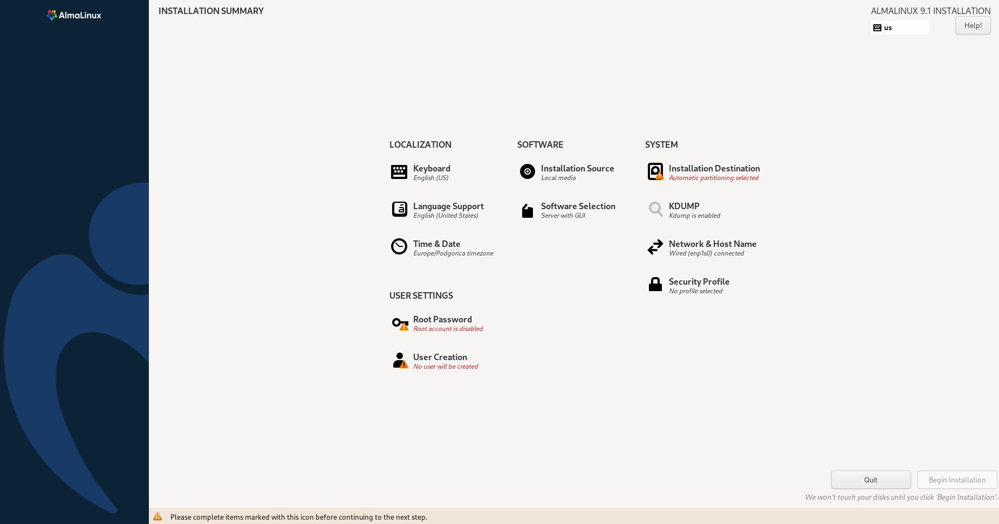 AlmaLinux
INSTALLATION SUMMARY
ALMALINUX 9.1 INSTALLATION
us
Help!
LOCALIZATION
Keyboard
English (US)
Language Support
English (United States)
Time & Date
Europe/Podgorica timezone
SOFTWARE
Installation Source
Local media
Software Selection
Server with GUI
SYSTEM
Installation Destination
Automatic partitioning selected
KDUMP
Kdump is enabled
Network & Host Name
Wired (enp1s0) connected
Security Profile
No profile selected
USER SETTINGS
Root Password
Root account is disabled
User Creation
No user will be created
Quit
Begin Installation
We won't touch your disks until you click 'Begin Installation'.
Please complete items marked with this icon before continuing to the next step.